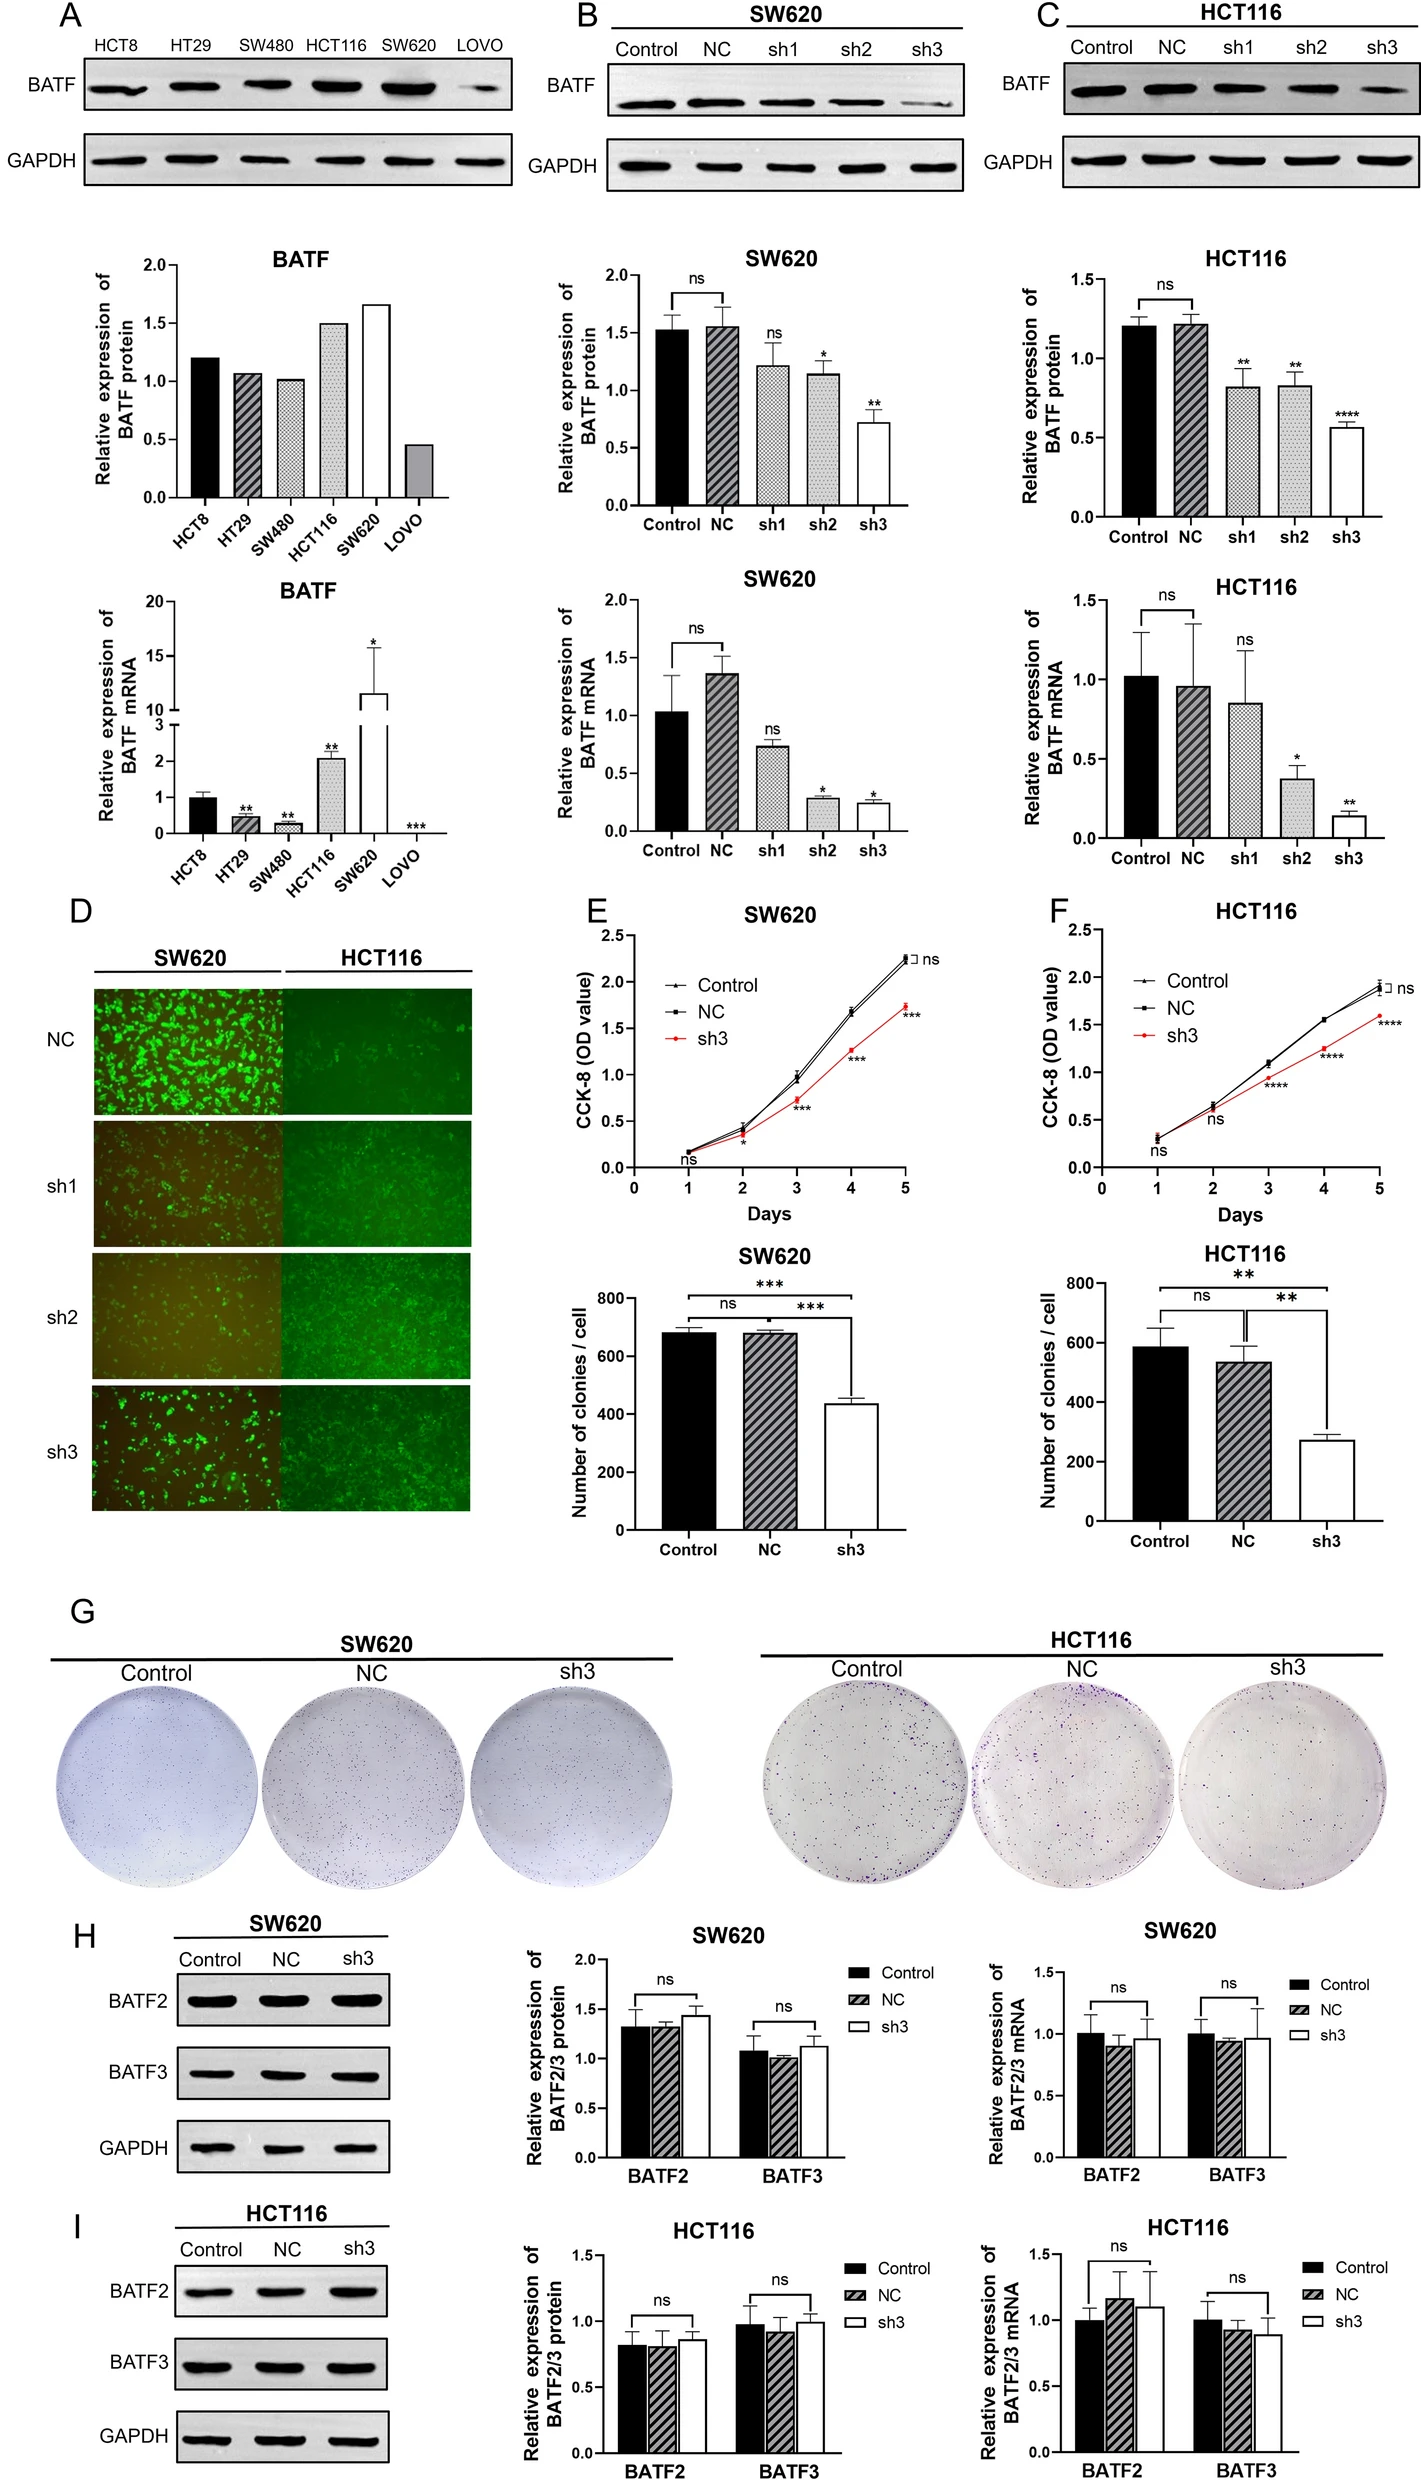 A
HCT8 HT29 SW480 HCT116 SW620 LOVO
BATF
GAPDH
B
SW620
Control NC sh1 sh2 sh3
BATF
GAPDH
C
HCT116
Control NC sh1 sh2 sh3
BATF
GAPDH
BATF
Relative expression of
BATF protein
2.0
1.5
1.0
0.5
0.0
HCT8 HT29 SW480 HCT116 SW620 LOVO
SW620
Relative expression of
BATF protein
2.0
1.5
1.0
0.5
0.0
ns
ns * **
Control NC sh1 sh2 sh3
HCT116
Relative expression of
BATF protein
1.5
1.0
0.5
0.0
ns
** ** ****
Control NC sh1 sh2 sh3
BATF
Relative expression of
BATF mRNA
20
15
10
3
2
1
0
** ** ** * ***
HCT8 HT29 SW480 HCT116 SW620 LOVO
SW620
Relative expression of
BATF mRNA
2.0
1.5
1.0
0.5
0.0
ns
ns * *
Control NC sh1 sh2 sh3
HCT116
Relative expression of
BATF mRNA
1.5
1.0
0.5
0.0
ns
ns * **
Control NC sh1 sh2 sh3
D
SW620 HCT116
NC
sh1
sh2
sh3
E
SW620
CCK-8 (OD value)
2.5
2.0
1.5
1.0
0.5
0.0
Control
NC
sh3
ns
ns * *** *** ***
0 1 2 3 4 5
Days
F
HCT116
CCK-8 (OD value)
2.5
2.0
1.5
1.0
0.5
0.0
Control
NC
sh3
ns
ns ns **** **** ****
0 1 2 3 4 5
Days
SW620
Number of clonies / cell
800
600
400
200
0
***
ns ***
Control NC sh3
HCT116
Number of clonies / cell
800
600
400
200
0
**
ns **
Control NC sh3
G
SW620
Control NC sh3
HCT116
Control NC sh3
H
SW620
Control NC sh3
BATF2
BATF3
GAPDH
SW620
Relative expression of
BATF2/3 protein
2.0
1.5
1.0
0.5
0.0
ns ns
BATF2 BATF3
Control
NC
sh3
SW620
Relative expression of
BATF2/3 mRNA
1.5
1.0
0.5
0.0
ns ns
BATF2 BATF3
Control
NC
sh3
I
HCT116
Control NC sh3
BATF2
BATF3
GAPDH
HCT116
Relative expression of
BATF2/3 protein
1.5
1.0
0.5
0.0
ns ns
BATF2 BATF3
Control
NC
sh3
HCT116
Relative expression of
BATF2/3 mRNA
1.5
1.0
0.5
0.0
ns ns
BATF2 BATF3
Control
NC
sh3